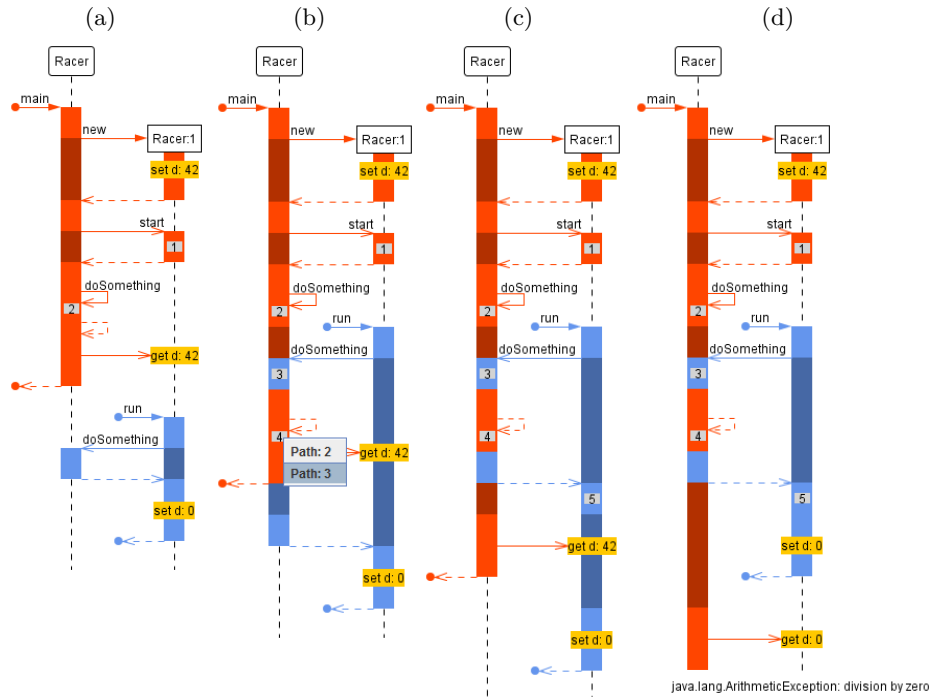 (a)
(b)
(c)
(d)
Racer
main
new
Racer:1
set d: 42
start
1
doSomething
2
get d: 42
run
doSomething
set d: 0
Racer
main
new
Racer:1
set d: 42
start
1
doSomething
2
run
doSomething
3
4
Path: 2
Path: 3
get d: 42
set d: 0
Racer
main
new
Racer:1
set d: 42
start
1
doSomething
2
run
doSomething
3
4
5
get d: 42
set d: 0
Racer
main
new
Racer:1
set d: 42
start
1
doSomething
2
run
doSomething
3
4
5
set d: 0
get d: 0
java.lang.ArithmeticException: division by zero